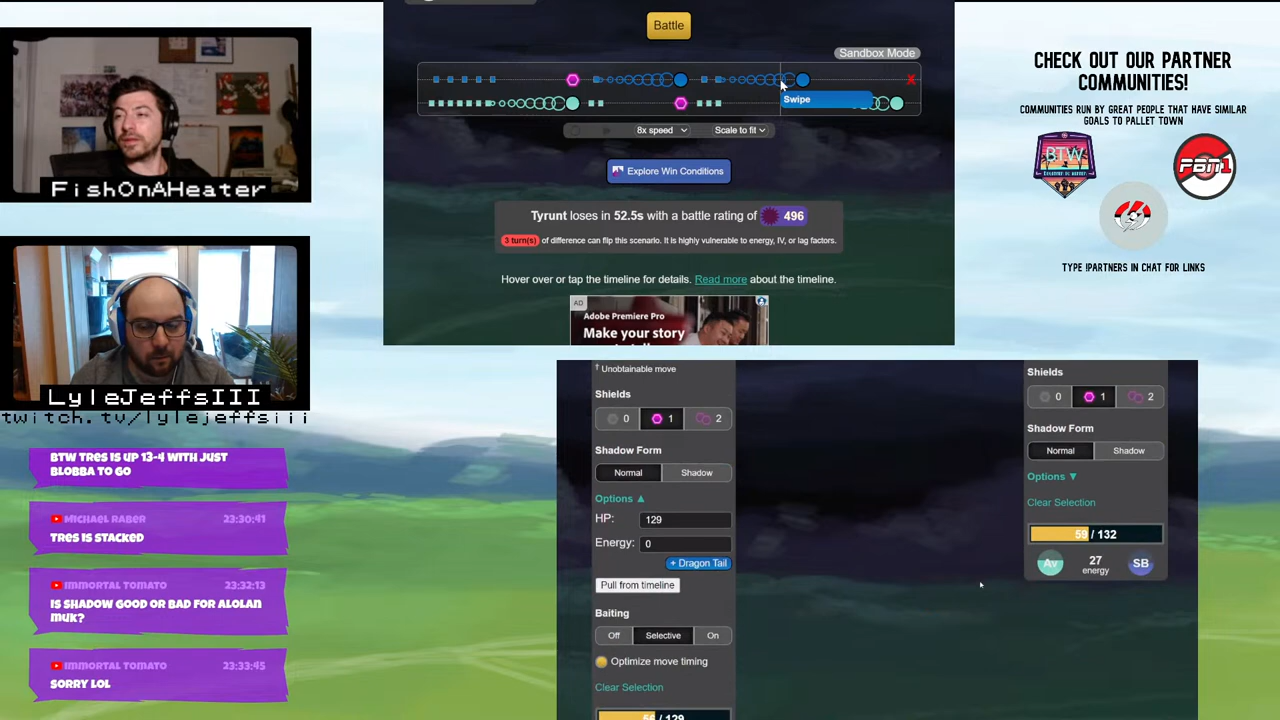 FishOnAHeater
LyleJeffsIII
twitch.tv/lylejeffsiii
BTW TRES IS UP 13-4 WITH JUST
BLOBBA TO GO
MICHAEL RABER 23:30:41
TRES IS STACKED
IMMORTAL TOMATO 23:32:13
IS SHADOW GOOD OR BAD FOR ALOLAN
MUK?
IMMORTAL TOMATO 23:33:45
SORRY LOL
Battle
Sandbox Mode
Swipe
8x speed
Scale to fit
Explore Win Conditions
Tyrunt loses in 52.5s with a battle rating of 496
3 turn(s) of difference can flip this scenario. It is highly vulnerable to energy, IV, or lag factors.
Hover over or tap the timeline for details. Read more about the timeline.
AD
Adobe Premiere Pro
Make your story
† Unobtainable move
Shields
0 1 2
Shadow Form
Normal Shadow
Options ▲
HP: 129
Energy: 0
+ Dragon Tail
Pull from timeline
Baiting
Off Selective On
Optimize move timing
Clear Selection
56 / 129
Shields
0 1 2
Shadow Form
Normal Shadow
Options ▼
Clear Selection
59 / 132
Av 27 SB
energy
CHECK OUT OUR PARTNER
COMMUNITIES!
COMMUNITIES RUN BY GREAT PEOPLE THAT HAVE SIMILAR
GOALS TO PALLET TOWN
BTW
PBN1
TYPE !PARTNERS IN CHAT FOR LINKS